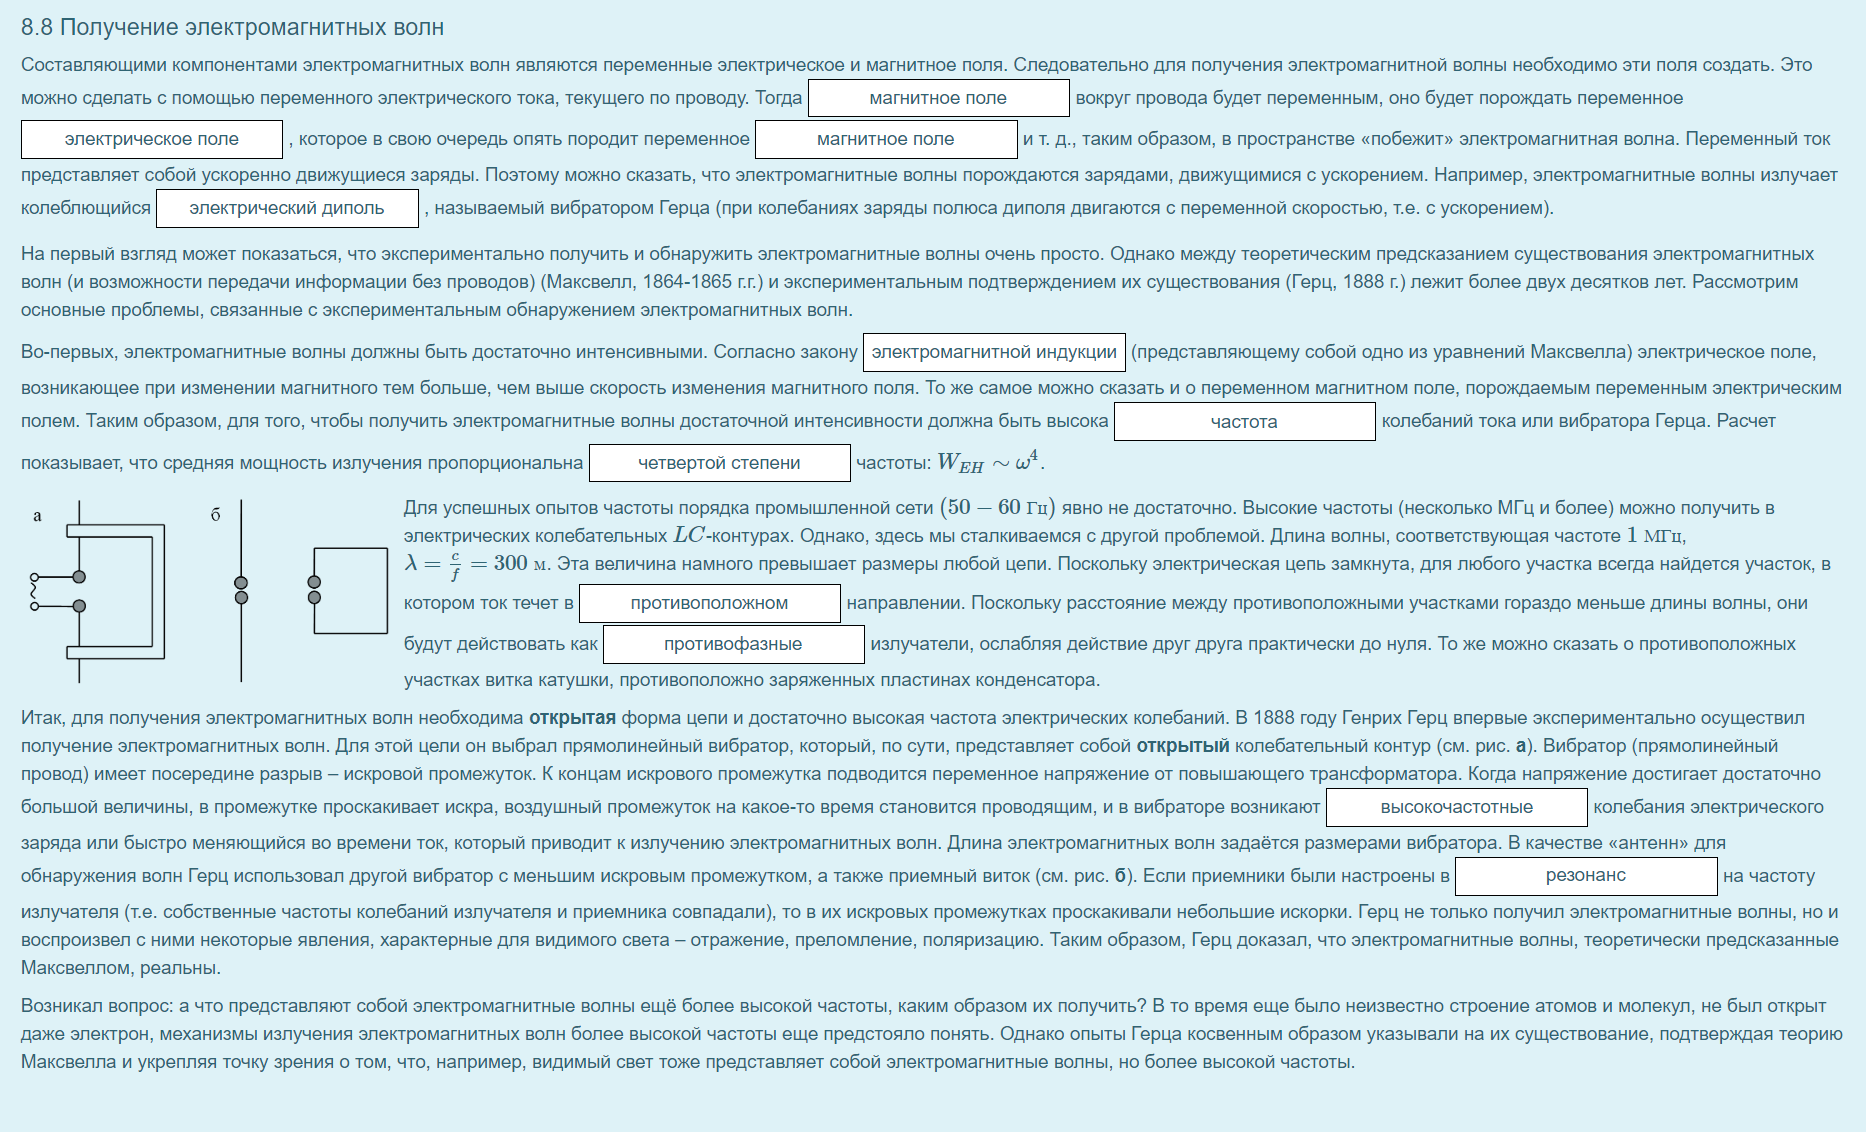 8.8 Получение электромагнитных волн
Составляющими компонентами электромагнитных волн являются переменные электрическое и магнитное поля. Следовательно для получения электромагнитной волны необходимо эти поля создать. Это
можно сделать с помощью переменного электрического тока, текущего по проводу. Тогда магнитное поле вокруг провода будет переменным, оно будет порождать переменное
электрическое поле , которое в свою очередь опять породит переменное магнитное поле и т. д., таким образом, в пространстве «побежит» электромагнитная волна. Переменный ток
представляет собой ускоренно движущиеся заряды. Поэтому можно сказать, что электромагнитные волны порождаются зарядами, движущимися с ускорением. Например, электромагнитные волны излучает
колеблющийся электрический диполь , называемый вибратором Герца (при колебаниях заряды полюса диполя двигаются с переменной скоростью, т.е. с ускорением).
На первый взгляд может показаться, что экспериментально получить и обнаружить электромагнитные волны очень просто. Однако между теоретическим предсказанием существования электромагнитных
волн (и возможности передачи информации без проводов) (Максвелл, 1864-1865 г.г.) и экспериментальным подтверждением их существования (Герц, 1888 г.) лежит более двух десятков лет. Рассмотрим
основные проблемы, связанные с экспериментальным обнаружением электромагнитных волн.
Во-первых, электромагнитные волны должны быть достаточно интенсивными. Согласно закону электромагнитной индукции (представляющему собой одно из уравнений Максвелла) электрическое поле,
возникающее при изменении магнитного тем больше, чем выше скорость изменения магнитного поля. То же самое можно сказать и о переменном магнитном поле, порождаемым переменным электрическим
полем. Таким образом, для того, чтобы получить электромагнитные волны достаточной интенсивности должна быть высока частота колебаний тока или вибратора Герца. Расчет
показывает, что средняя мощность излучения пропорциональна четвертой степени частоты: W_{EH} ∼ ω^4.
а б
Для успешных опытов частоты порядка промышленной сети (50 − 60 Гц) явно не достаточно. Высокие частоты (несколько МГц и более) можно получить в
электрических колебательных LC-контурах. Однако, здесь мы сталкиваемся с другой проблемой. Длина волны, соответствующая частоте 1 МГц,
λ = c/f = 300 м. Эта величина намного превышает размеры любой цепи. Поскольку электрическая цепь замкнута, для любого участка всегда найдется участок, в
котором ток течет в противоположном направлении. Поскольку расстояние между противоположными участками гораздо меньше длины волны, они
будут действовать как противофазные излучатели, ослабляя действие друг друга практически до нуля. То же можно сказать о противоположных
участках витка катушки, противоположно заряженных пластинах конденсатора.
Итак, для получения электромагнитных волн необходима открытая форма цепи и достаточно высокая частота электрических колебаний. В 1888 году Генрих Герц впервые экспериментально осуществил
получение электромагнитных волн. Для этой цели он выбрал прямолинейный вибратор, который, по сути, представляет собой открытый колебательный контур (см. рис. а). Вибратор (прямолинейный
провод) имеет посередине разрыв – искровой промежуток. К концам искрового промежутка подводится переменное напряжение от повышающего трансформатора. Когда напряжение достигает достаточно
большой величины, в промежутке проскакивает искра, воздушный промежуток на какое-то время становится проводящим, и в вибраторе возникают высокочастотные колебания электрического
заряда или быстро меняющийся во времени ток, который приводит к излучению электромагнитных волн. Длина электромагнитных волн задаётся размерами вибратора. В качестве «антенн» для
обнаружения волн Герц использовал другой вибратор с меньшим искровым промежутком, а также приемный виток (см. рис. б). Если приемники были настроены в резонанс на частоту
излучателя (т.е. собственные частоты колебаний излучателя и приемника совпадали), то в их искровых промежутках проскакивали небольшие искорки. Герц не только получил электромагнитные волны, но и
воспроизвел с ними некоторые явления, характерные для видимого света – отражение, преломление, поляризацию. Таким образом, Герц доказал, что электромагнитные волны, теоретически предсказанные
Максвеллом, реальны.
Возникал вопрос: а что представляют собой электромагнитные волны ещё более высокой частоты, каким образом их получить? В то время еще было неизвестно строение атомов и молекул, не был открыт
даже электрон, механизмы излучения электромагнитных волн более высокой частоты еще предстояло понять. Однако опыты Герца косвенным образом указывали на их существование, подтверждая теорию
Максвелла и укрепляя точку зрения о том, что, например, видимый свет тоже представляет собой электромагнитные волны, но более высокой частоты.